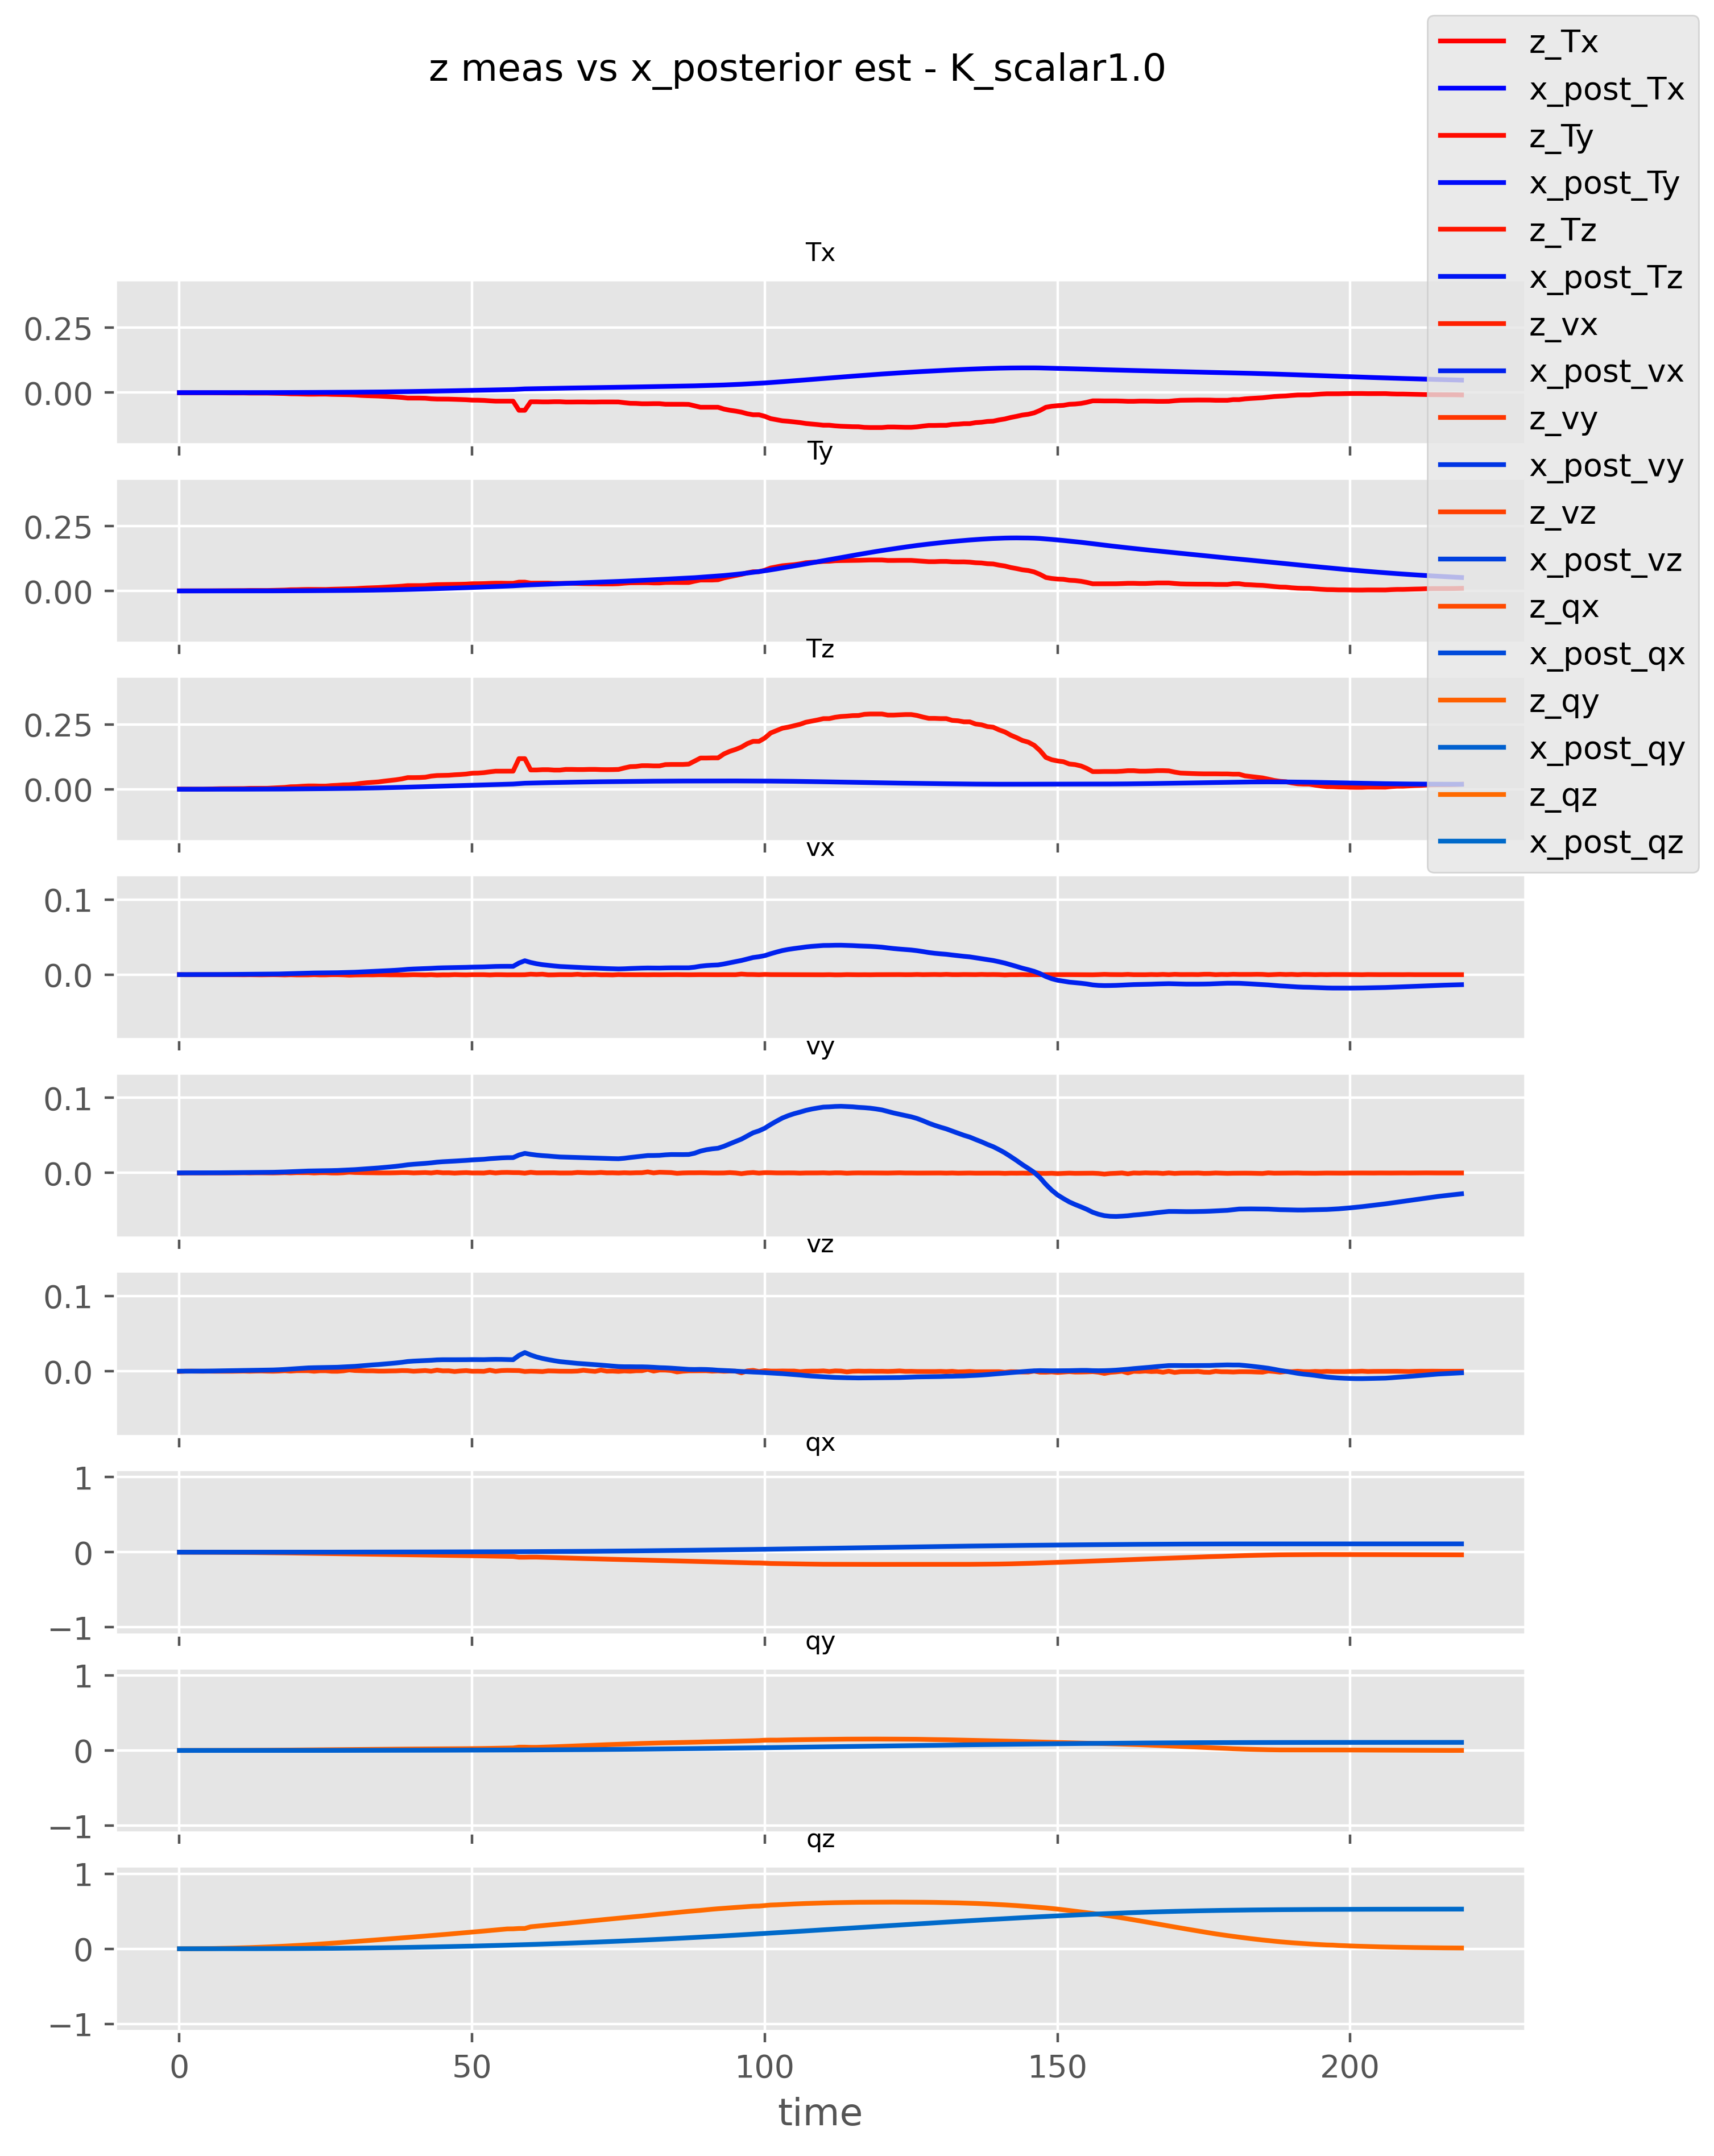 z meas vs x_posterior est - K_scalar1.0
z_Tx
x_post_Tx
z_Ty
x_post_Ty
z_Tz
x_post_Tz
z_vx
x_post_vx
z_vy
x_post_vy
z_vz
x_post_vz
z_qx
x_post_qx
z_qy
x_post_qy
z_qz
x_post_qz
Tx
0.25
0.00
Ty
0.25
0.00
Tz
0.25
0.00
vx
0.1
0.0
vy
0.1
0.0
vz
0.1
0.0
qx
1
0
−1
qy
1
0
−1
qz
1
0
−1
0 50 100 150 200
time